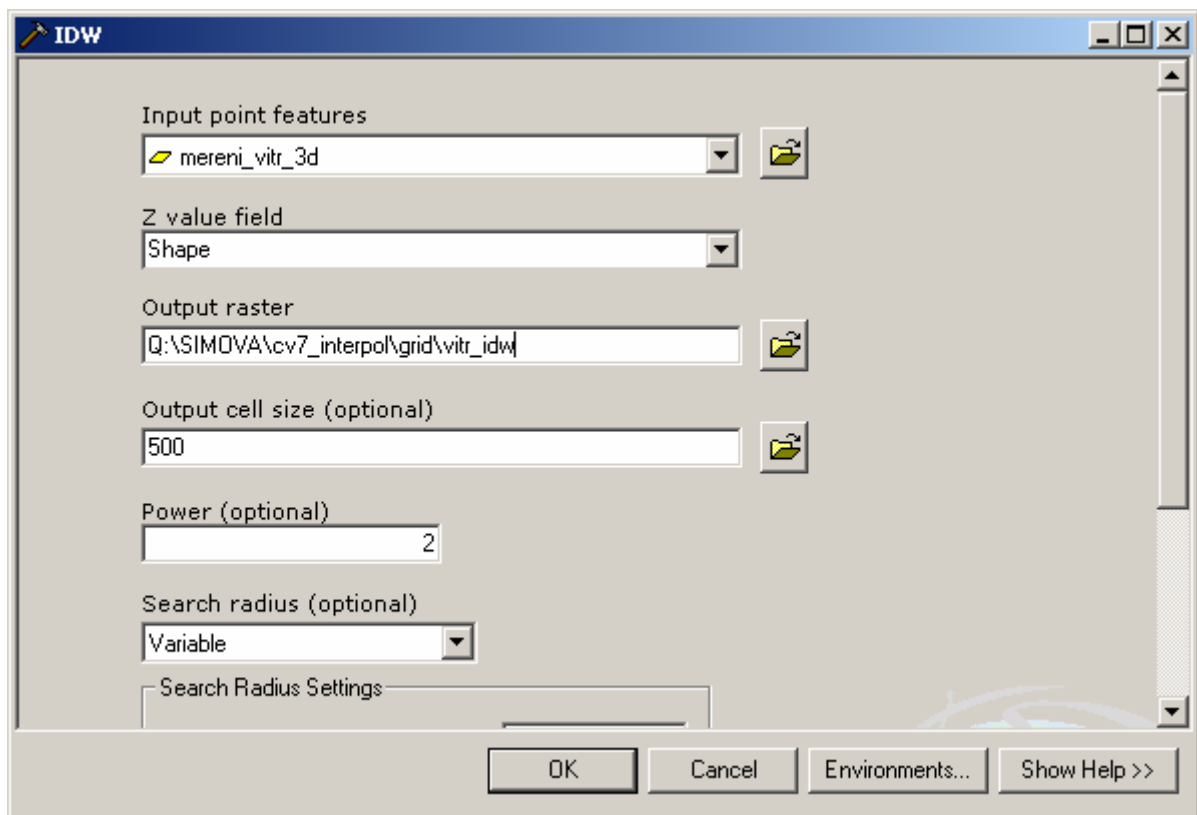 IDW
Input point features
mereni_vitr_3d
Z value field
Shape
Output raster
Q:\SIMOVA\cv7_interpol\grid\vitr_idw
Output cell size (optional)
500
Power (optional)
2
Search radius (optional)
Variable
Search Radius Settings
OK Cancel Environments... Show Help >>